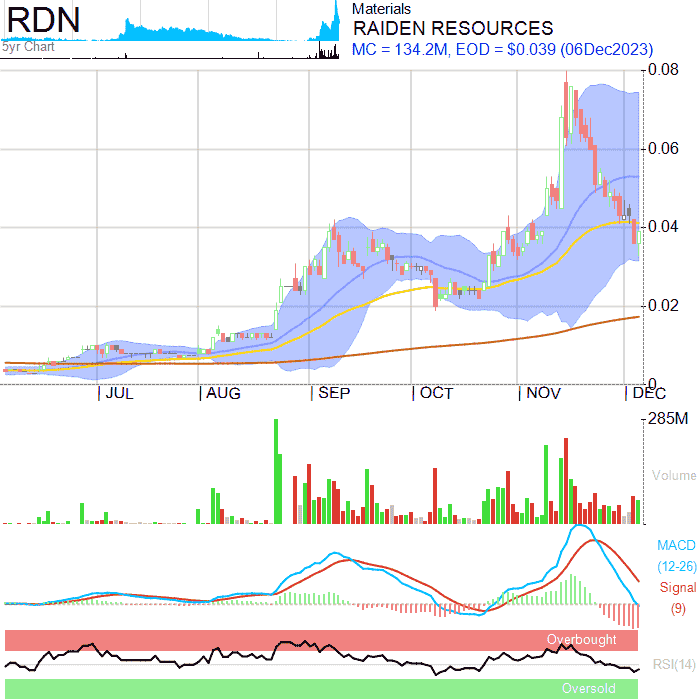 RDN
5yr Chart
Materials
RAIDEN RESOURCES
MC = 134.2M, EOD = $0.039 (06Dec2023)
0.08
0.06
0.04
0.02
0
JUL AUG SEP OCT NOV DEC
285M
Volume
MACD
(12-26)
Signal
(9)
Overbought
RSI(14)
Oversold